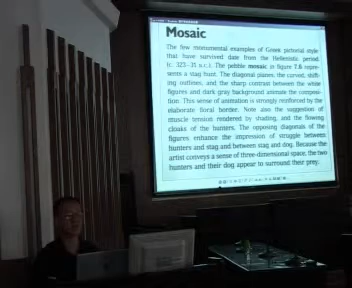 Mosaic
The few monumental examples of Greek pictorial style
that have survived date from the Hellenistic period
(c. 323–31 B.C.). The pebble mosaic in figure 7.6 repre-
sents a stag hunt. The diagonal planes, the curved, shift-
ing outlines, and the sharp contrast between the white
figures and dark gray background animate the composi-
tion. This sense of animation is strongly reinforced by the
elaborate floral border. Note also the suggestion of
muscle tension rendered by shading, and the flowing
cloaks of the hunters. The opposing diagonals of the
figures enhance the impression of struggle between
hunters and stag and between stag and dog. Because the
artist conveys a sense of three-dimensional space, the two
hunters and their dog appear to surround their prey.